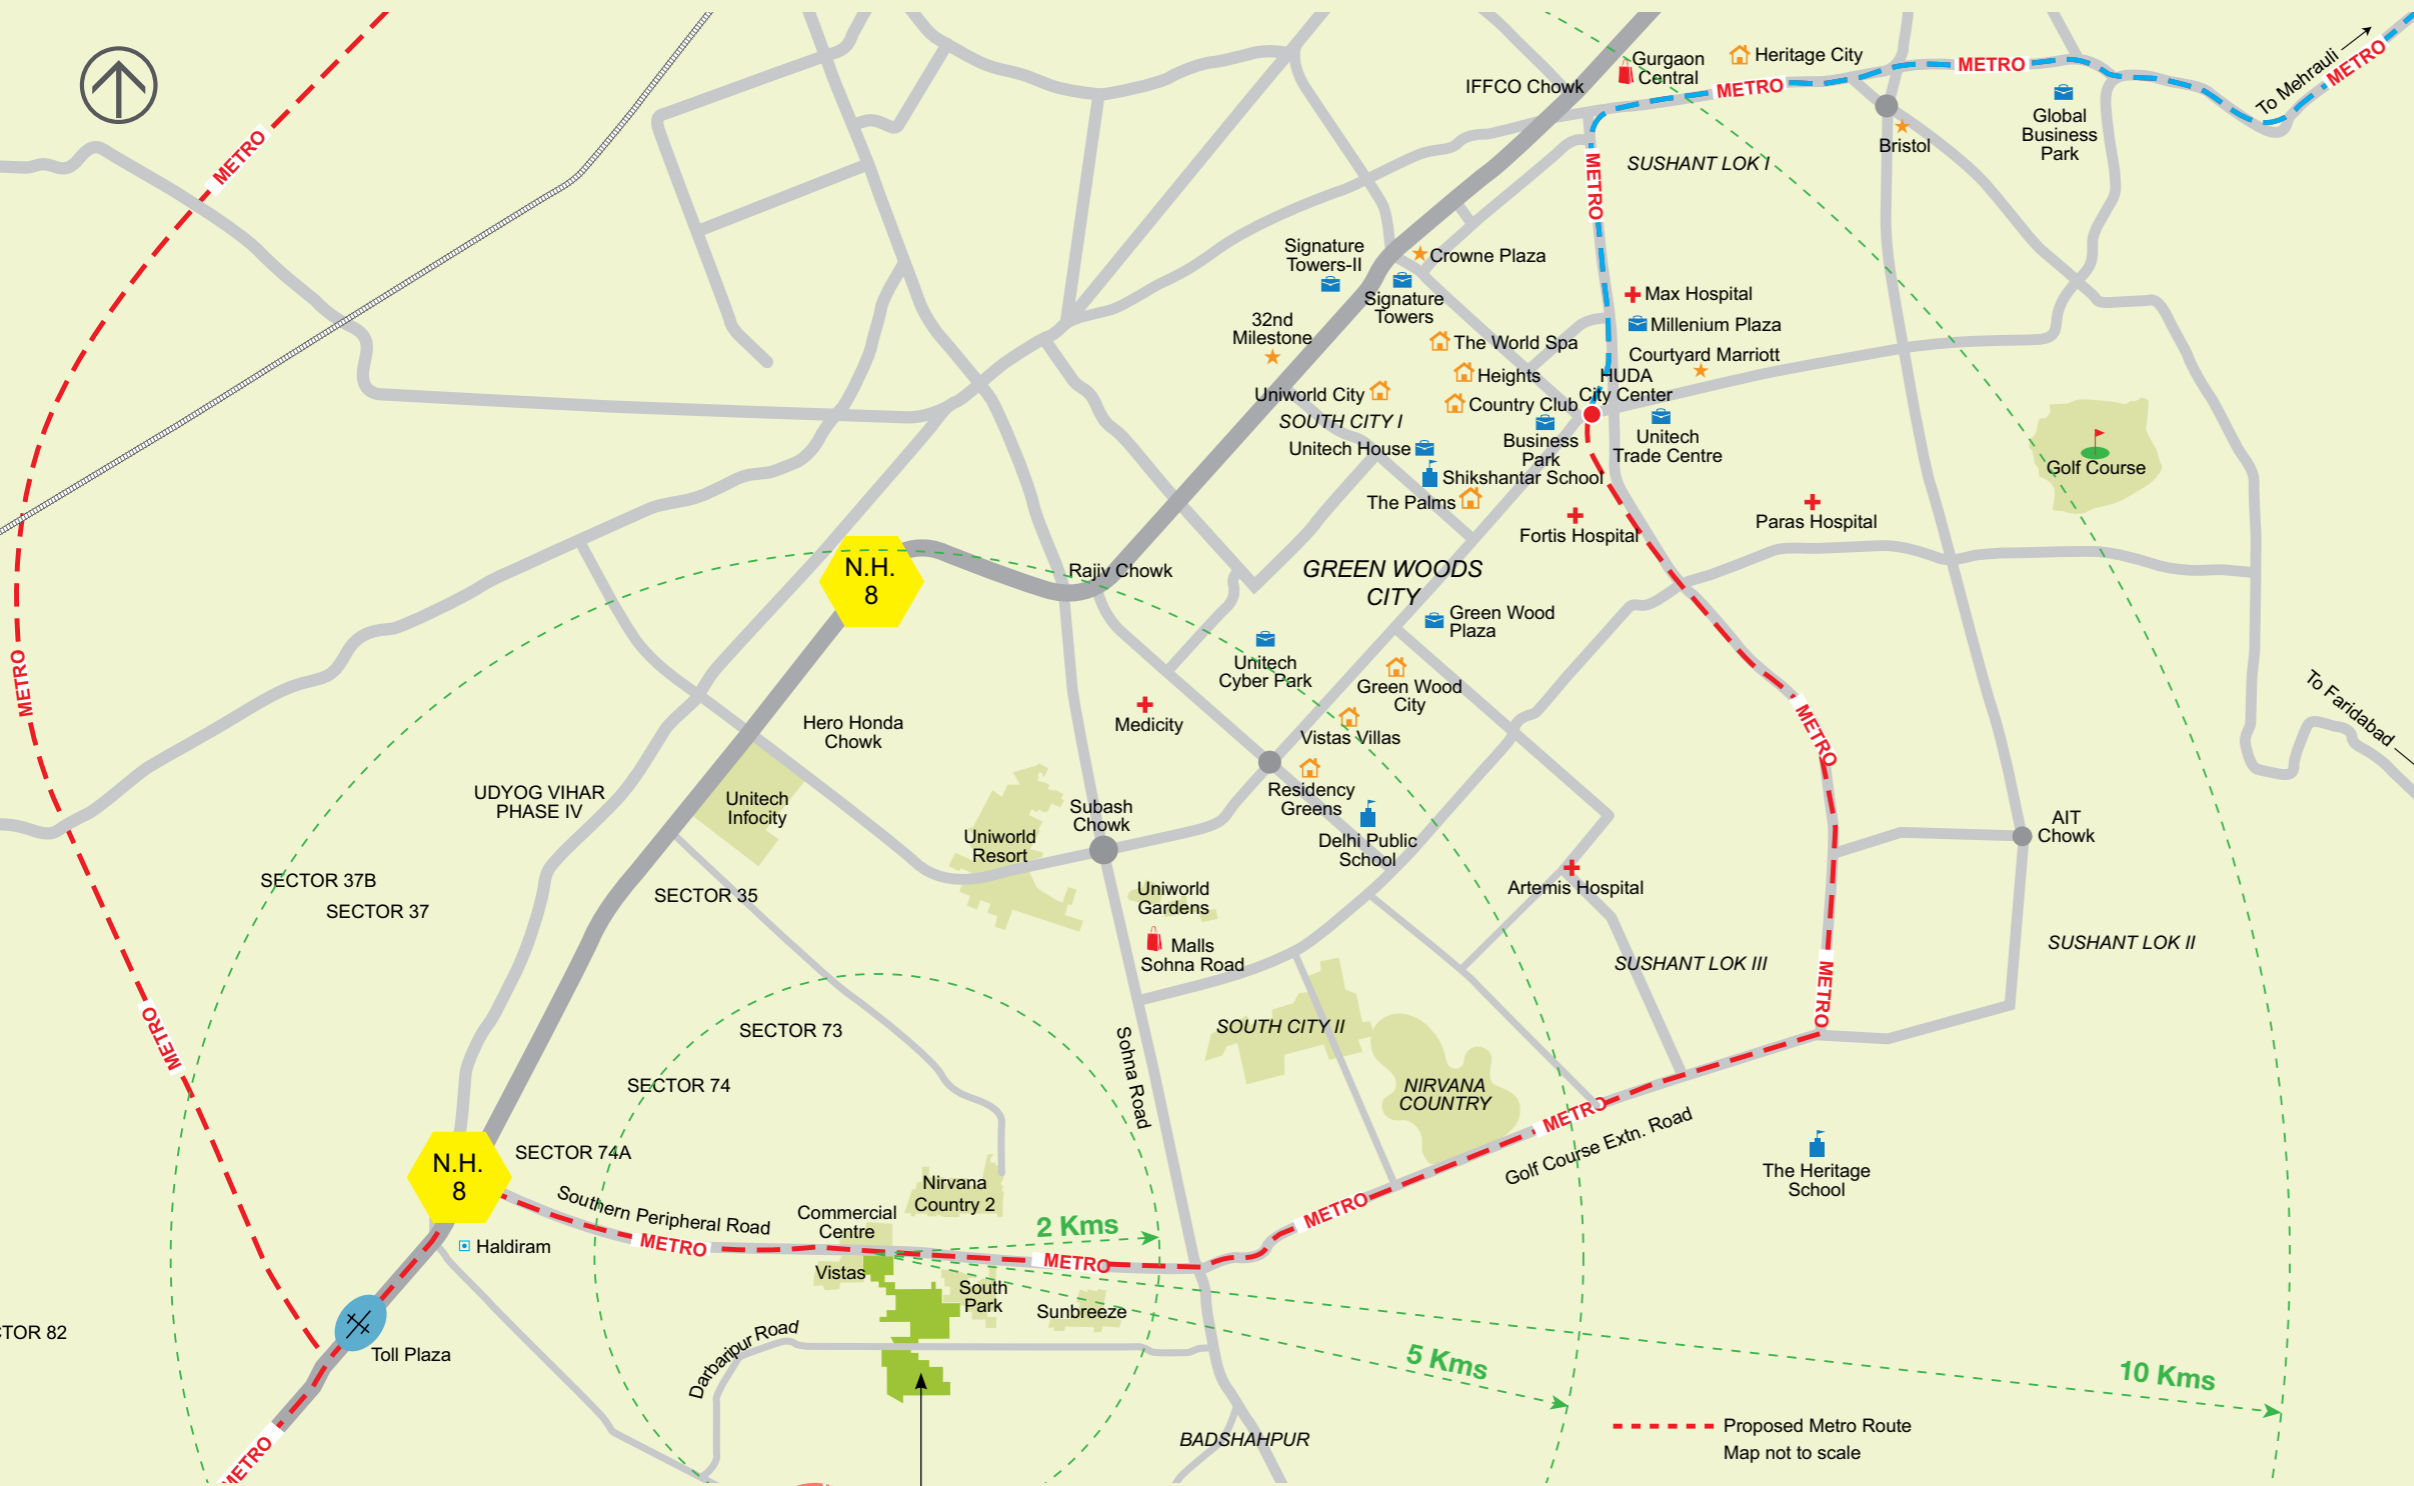 METRO
IFFCO Chowk
Gurgaon
Central
Heritage City
METRO
METRO
To Mehrauli
METRO
Global
Business
Park
Bristol
METRO
SUSHANT LOK I
Signature
Towers-II
Crowne Plaza
Signature
Towers
Max Hospital
32nd
Milestone
Millenium Plaza
The World Spa
Courtyard Marriott
Heights
HUDA
City Center
Uniworld City
Country Club
SOUTH CITY I
Business
Park
Unitech
Trade Centre
Unitech House
Shikshantar School
The Palms
Golf Course
Fortis Hospital
Paras Hospital
N.H.
8
Rajiv Chowk
GREEN WOODS
CITY
Green Wood
Plaza
METRO
Unitech
Cyber Park
Green Wood
City
Medicity
Hero Honda
Chowk
Vistas Villas
METRO
To Faridabad
UDYOG VIHAR
PHASE IV
Unitech
Infocity
Residency
Greens
Subash
Chowk
Uniworld
Resort
Delhi Public
School
AIT
Chowk
SECTOR 37B
SECTOR 37
SECTOR 35
Uniworld
Gardens
Artemis Hospital
Malls
Sohna Road
SUSHANT LOK III
SUSHANT LOK II
METRO
METRO
METRO
SECTOR 73
SOUTH CITY II
Sohna Road
SECTOR 74
NIRVANA
COUNTRY
METRO
Golf Course Extn. Road
SECTOR 74A
N.H.
8
The Heritage
School
Nirvana
Country 2
Southern Peripheral Road
Commercial
Centre
METRO
2 Kms
METRO
METRO
Haldiram
Vistas
South
Park
Sunbreeze
Darbaripur Road
TOR 82
Toll Plaza
5 Kms
10 Kms
METRO
BADSHAHPUR
Proposed Metro Route
Map not to scale